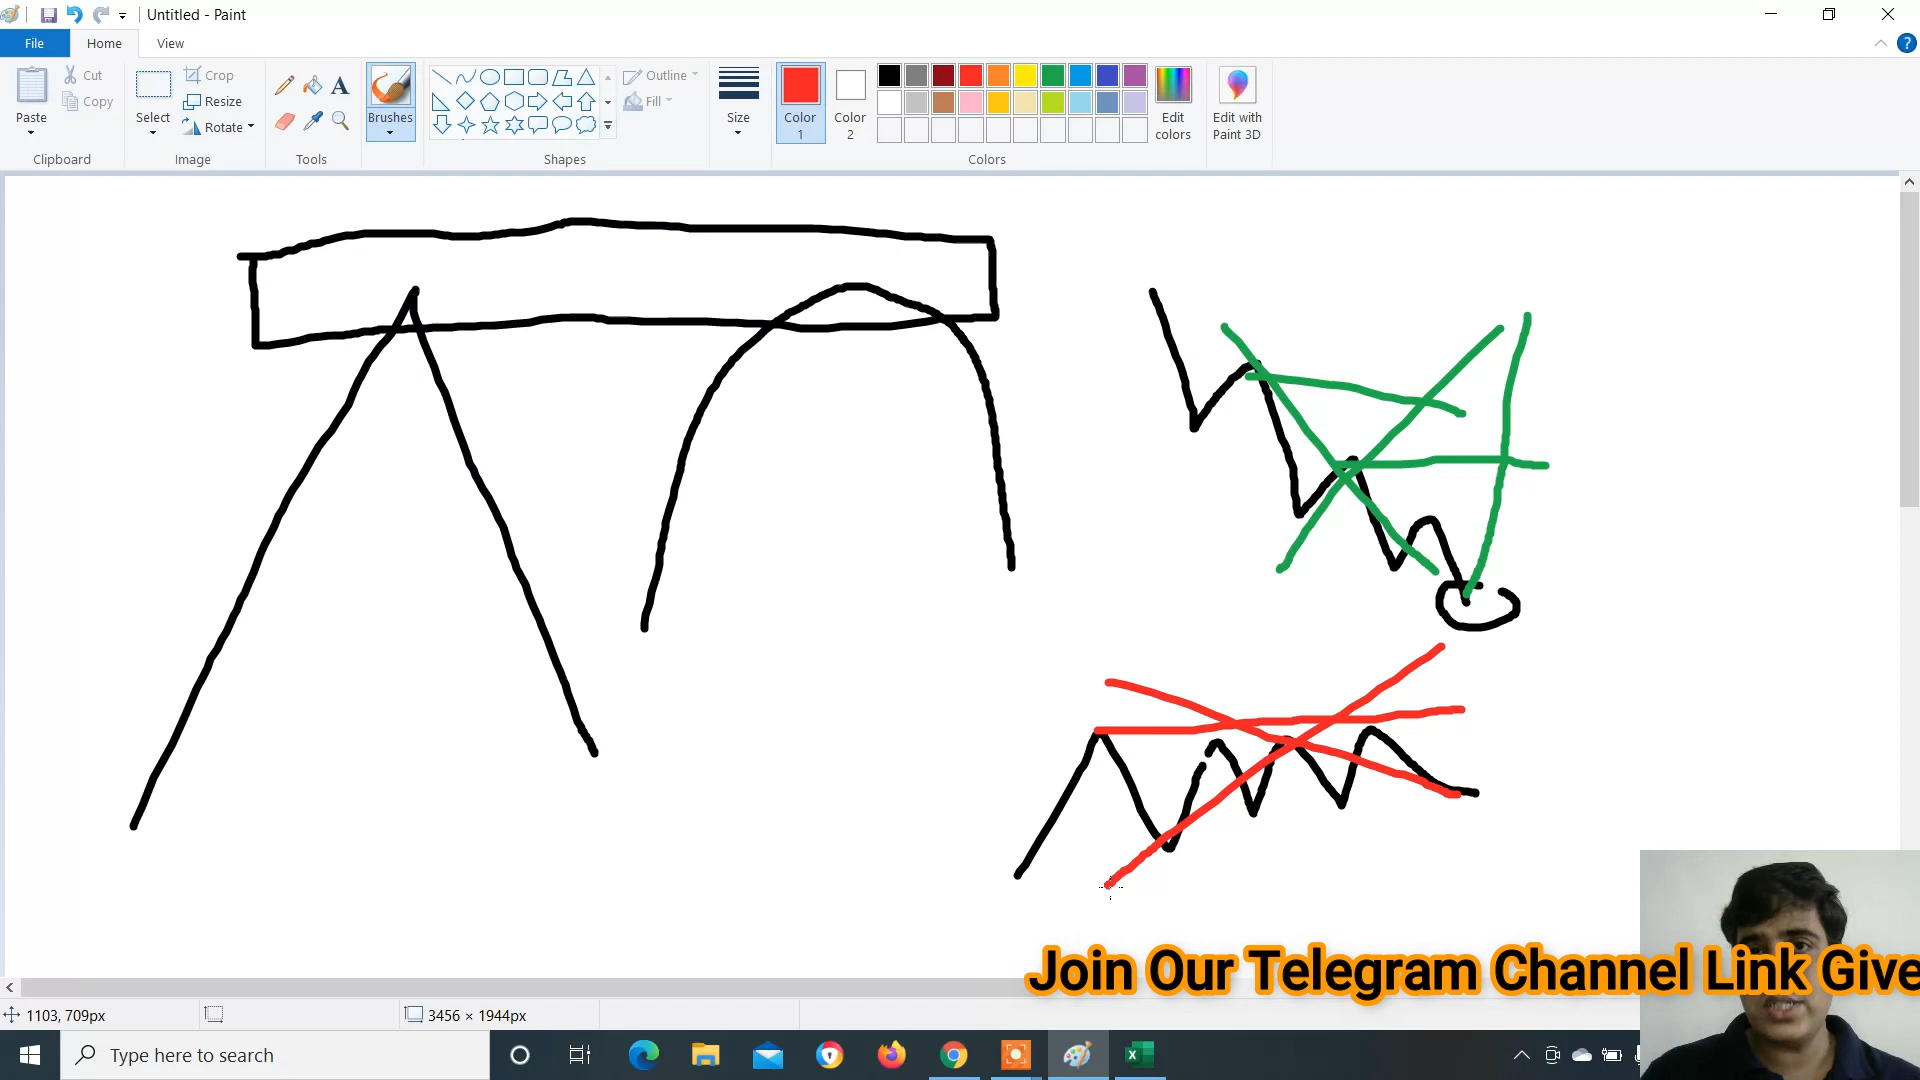 Untitled - Paint
File Home View
Cut
Copy
Paste
Clipboard
Crop
Resize
Rotate
Select
Image
Tools
Brushes
Outline
Fill
Shapes
Size
Color 1
Color 2
Edit colors
Edit with Paint 3D
Colors
Join Our Telegram Channel Link Give
1103, 709px
3456 × 1944px
Type here to search